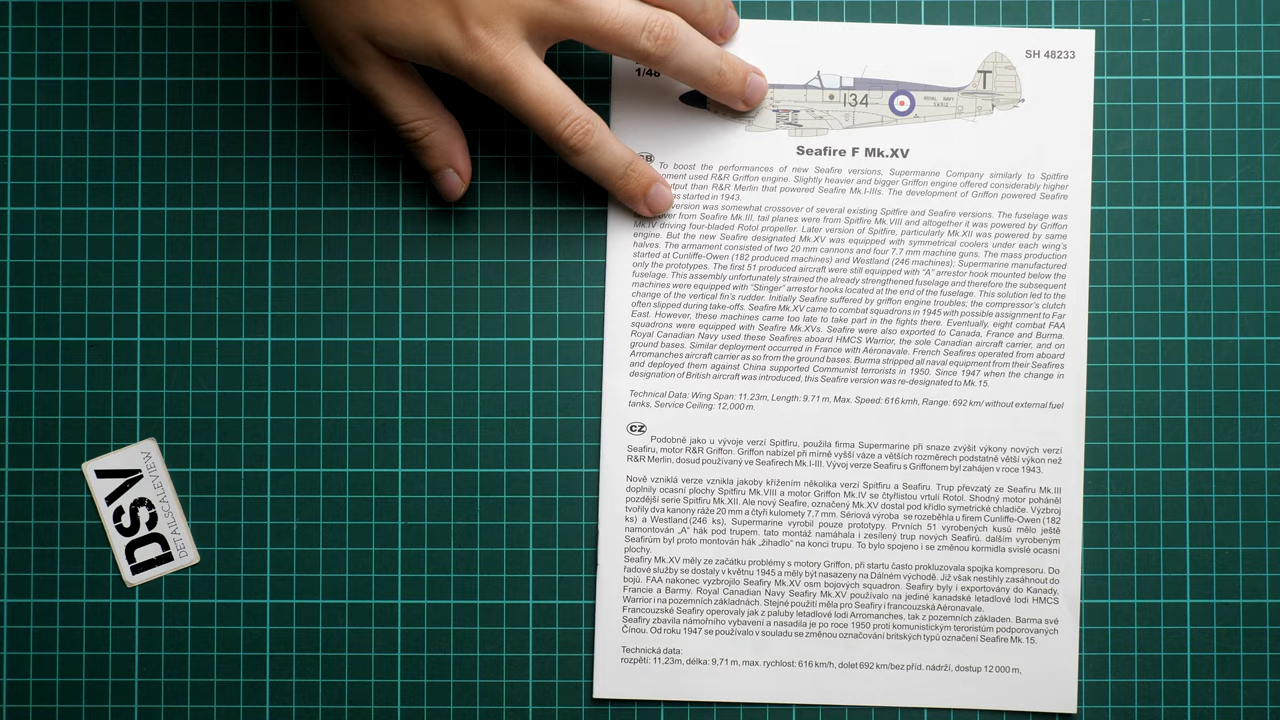 SH 48233
1/48
T
134
ROYAL NAVY
Seafire F Mk.XV
GB
To boost the performances of new Seafire versions, Supermarine Company similarly to Spitfire
used R&R Griffon engine. Slightly heavier and bigger Griffon engine offered considerably higher
than R&R Merlin that powered Seafire Mk.I-IIIs. The development of Griffon powered Seafire
was started in 1943.
version was somewhat crossover of several existing Spitfire and Seafire versions. The fuselage was
over from Seafire Mk.III, tail planes were from Spitfire Mk.VIII and altogether it was powered by Griffon
Mk.IV driving four-bladed Rotol propeller. Later version of Spitfire, particularly Mk.XII was powered by same
engine. But the new Seafire designated Mk.XV was equipped with symmetrical coolers under each wing's
halves. The armament consisted of two 20 mm cannons and four 7.7 mm machine guns. The mass production
started at Cunliffe-Owen (182 produced machines) and Westland (246 machines); Supermarine manufactured
only the prototypes. The first 51 produced aircraft were still equipped with "A" arrestor hook mounted below the
fuselage. This assembly unfortunately strained the already strengthened fuselage and therefore the subsequent
machines were equipped with "Stinger" arrestor hooks located at the end of the fuselage. This solution led to the
change of the vertical fin's rudder. Initially Seafire suffered by griffon engine troubles; the compressor's clutch
often slipped during take-offs. Seafire Mk.XV came to combat squadrons in 1945 with possible assignment to Far
East. However, these machines came too late to take part in the fights there. Eventually, eight combat FAA
squadrons were equipped with Seafire Mk.XVs. Seafire were also exported to Canada, France and Burma.
Royal Canadian Navy used these Seafires aboard HMCS Warrior, the sole Canadian aircraft carrier, and on
ground bases. Similar deployment occurred in France with Aéronavale. French Seafires operated from aboard
Arromanches aircraft carrier as so from the ground bases. Burma stripped all naval equipment from their Seafires
and deployed them against China supported Communist terrorists in 1950. Since 1947 when the change in
designation of British aircraft was introduced, this Seafire version was re-designated to Mk.15.
Technical Data: Wing Span: 11.23m, Length: 9.71 m, Max. Speed: 616 kmh, Range: 692 km/ without external fuel
tanks, Service Ceiling: 12,000 m.
CZ
Podobně jako u vývoje verzí Spitfiru, použila firma Supermarine při snaze zvýšit výkony nových verzí
Seafiru, motor R&R Griffon. Griffon nabízel při mírně vyšší váze a větších rozměrech podstatně větší výkon než
R&R Merlin, dosud používaný ve Seafirech Mk.I-III. Vývoj verze Seafiru s Griffonem byl zahájen v roce 1943.
Nově vzniklá verze vznikla jakoby křížením několika verzí Spitfiru a Seafiru. Trup převzatý ze Seafiru Mk.III
doplnily ocasní plochy Spitfiru Mk.VIII a motor Griffon Mk.IV se čtyřlistou vrtulí Rotol. Shodný motor poháněl
pozdější serie Spitfiru Mk.XII. Ale nový Seafire, označený Mk.XV dostal pod křídlo symetrické chladiče. Výzbroj
tvořily dva kanony ráže 20 mm a čtyři kulomety 7,7 mm. Sériová výroba se rozeběhla u firem Cunliffe-Owen (182
ks) a Westland (246 ks), Supermarine vyrobil pouze prototypy. Prvních 51 vyrobených kusů mělo ještě
namontován „A" hák pod trupem. tato montáž namáhala i zesílený trup nových Seafirů. dalším vyrobeným
Seafirům byl proto montován hák „žihadlo" na konci trupu. To bylo spojeno i se změnou kormidla svislé ocasní
plochy.
Seafiry Mk.XV měly ze začátku problémy s motory Griffon, při startu často prokluzovala spojka kompresoru. Do
řadové služby se dostaly v květnu 1945 a měly být nasazeny na Dálném východě. Již však nestihly zasáhnout do
bojů. FAA nakonec vyzbrojilo Seafiry Mk.XV osm bojových squadron. Seafiry byly i exportovány do Kanady,
Francie a Barmy. Royal Canadian Navy Seafiry Mk.XV používalo na jediné kanadské letadlové lodi HMCS
Warrior i na pozemních základnách. Stejné použití měla pro Seafiry i francouzská Aéronavale.
Francouzské Seafiry operovaly jak z paluby letadlové lodi Arromanches, tak z pozemních základen. Barma své
Seafiry zbavila námořního vybavení a nasadila je po roce 1950 proti komunistickým teroristům podporovaných
Čínou. Od roku 1947 se používalo v souladu se změnou označování britských typů označení Seafire Mk.15.
Technická data:
rozpětí: 11,23m, délka: 9,71 m, max. rychlost: 616 km/h, dolet 692 km/bez příd. nádrží, dostup 12 000 m,
DSV
DETAILSCALEVIEW